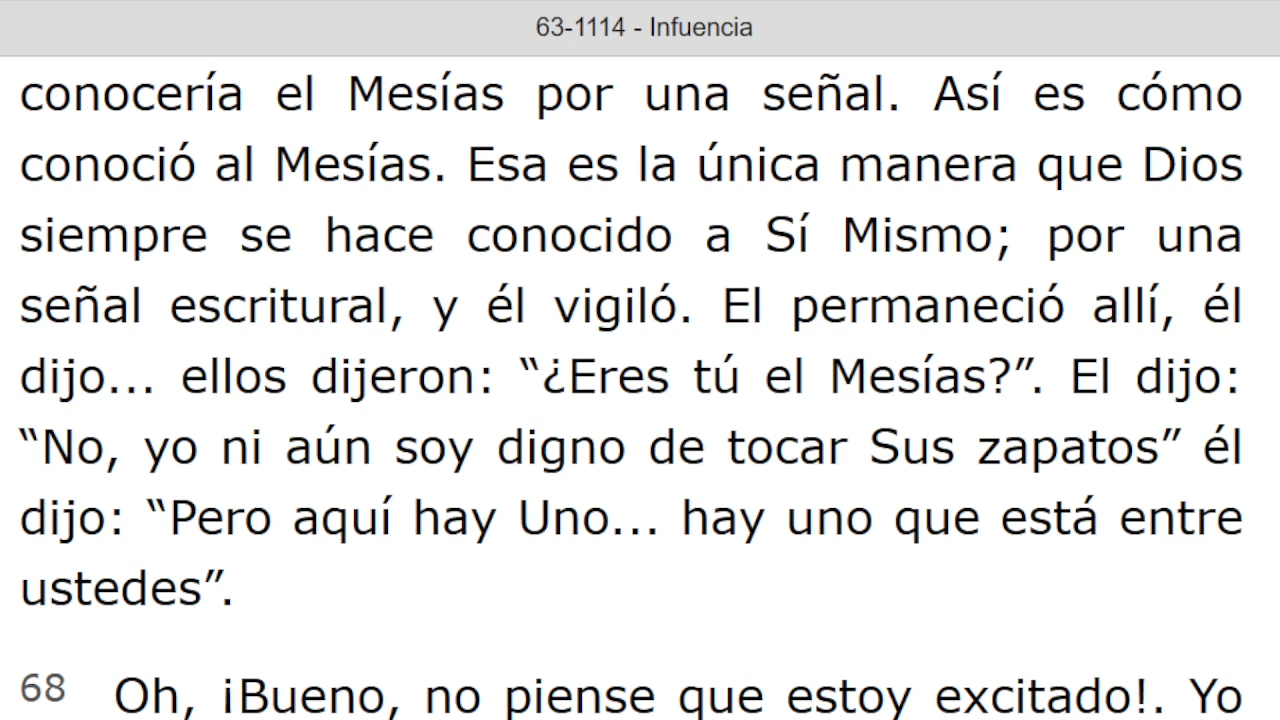 63-1114 - Infuencia
conocería el Mesías por una señal. Así es cómo
conoció al Mesías. Esa es la única manera que Dios
siempre se hace conocido a Sí Mismo; por una
señal escritural, y él vigiló. El permaneció allí, él
dijo... ellos dijeron: “¿Eres tú el Mesías?”. El dijo:
“No, yo ni aún soy digno de tocar Sus zapatos” él
dijo: “Pero aquí hay Uno... hay uno que está entre
ustedes”.
68 Oh, ¡Bueno, no piense que estoy excitado!. Yo